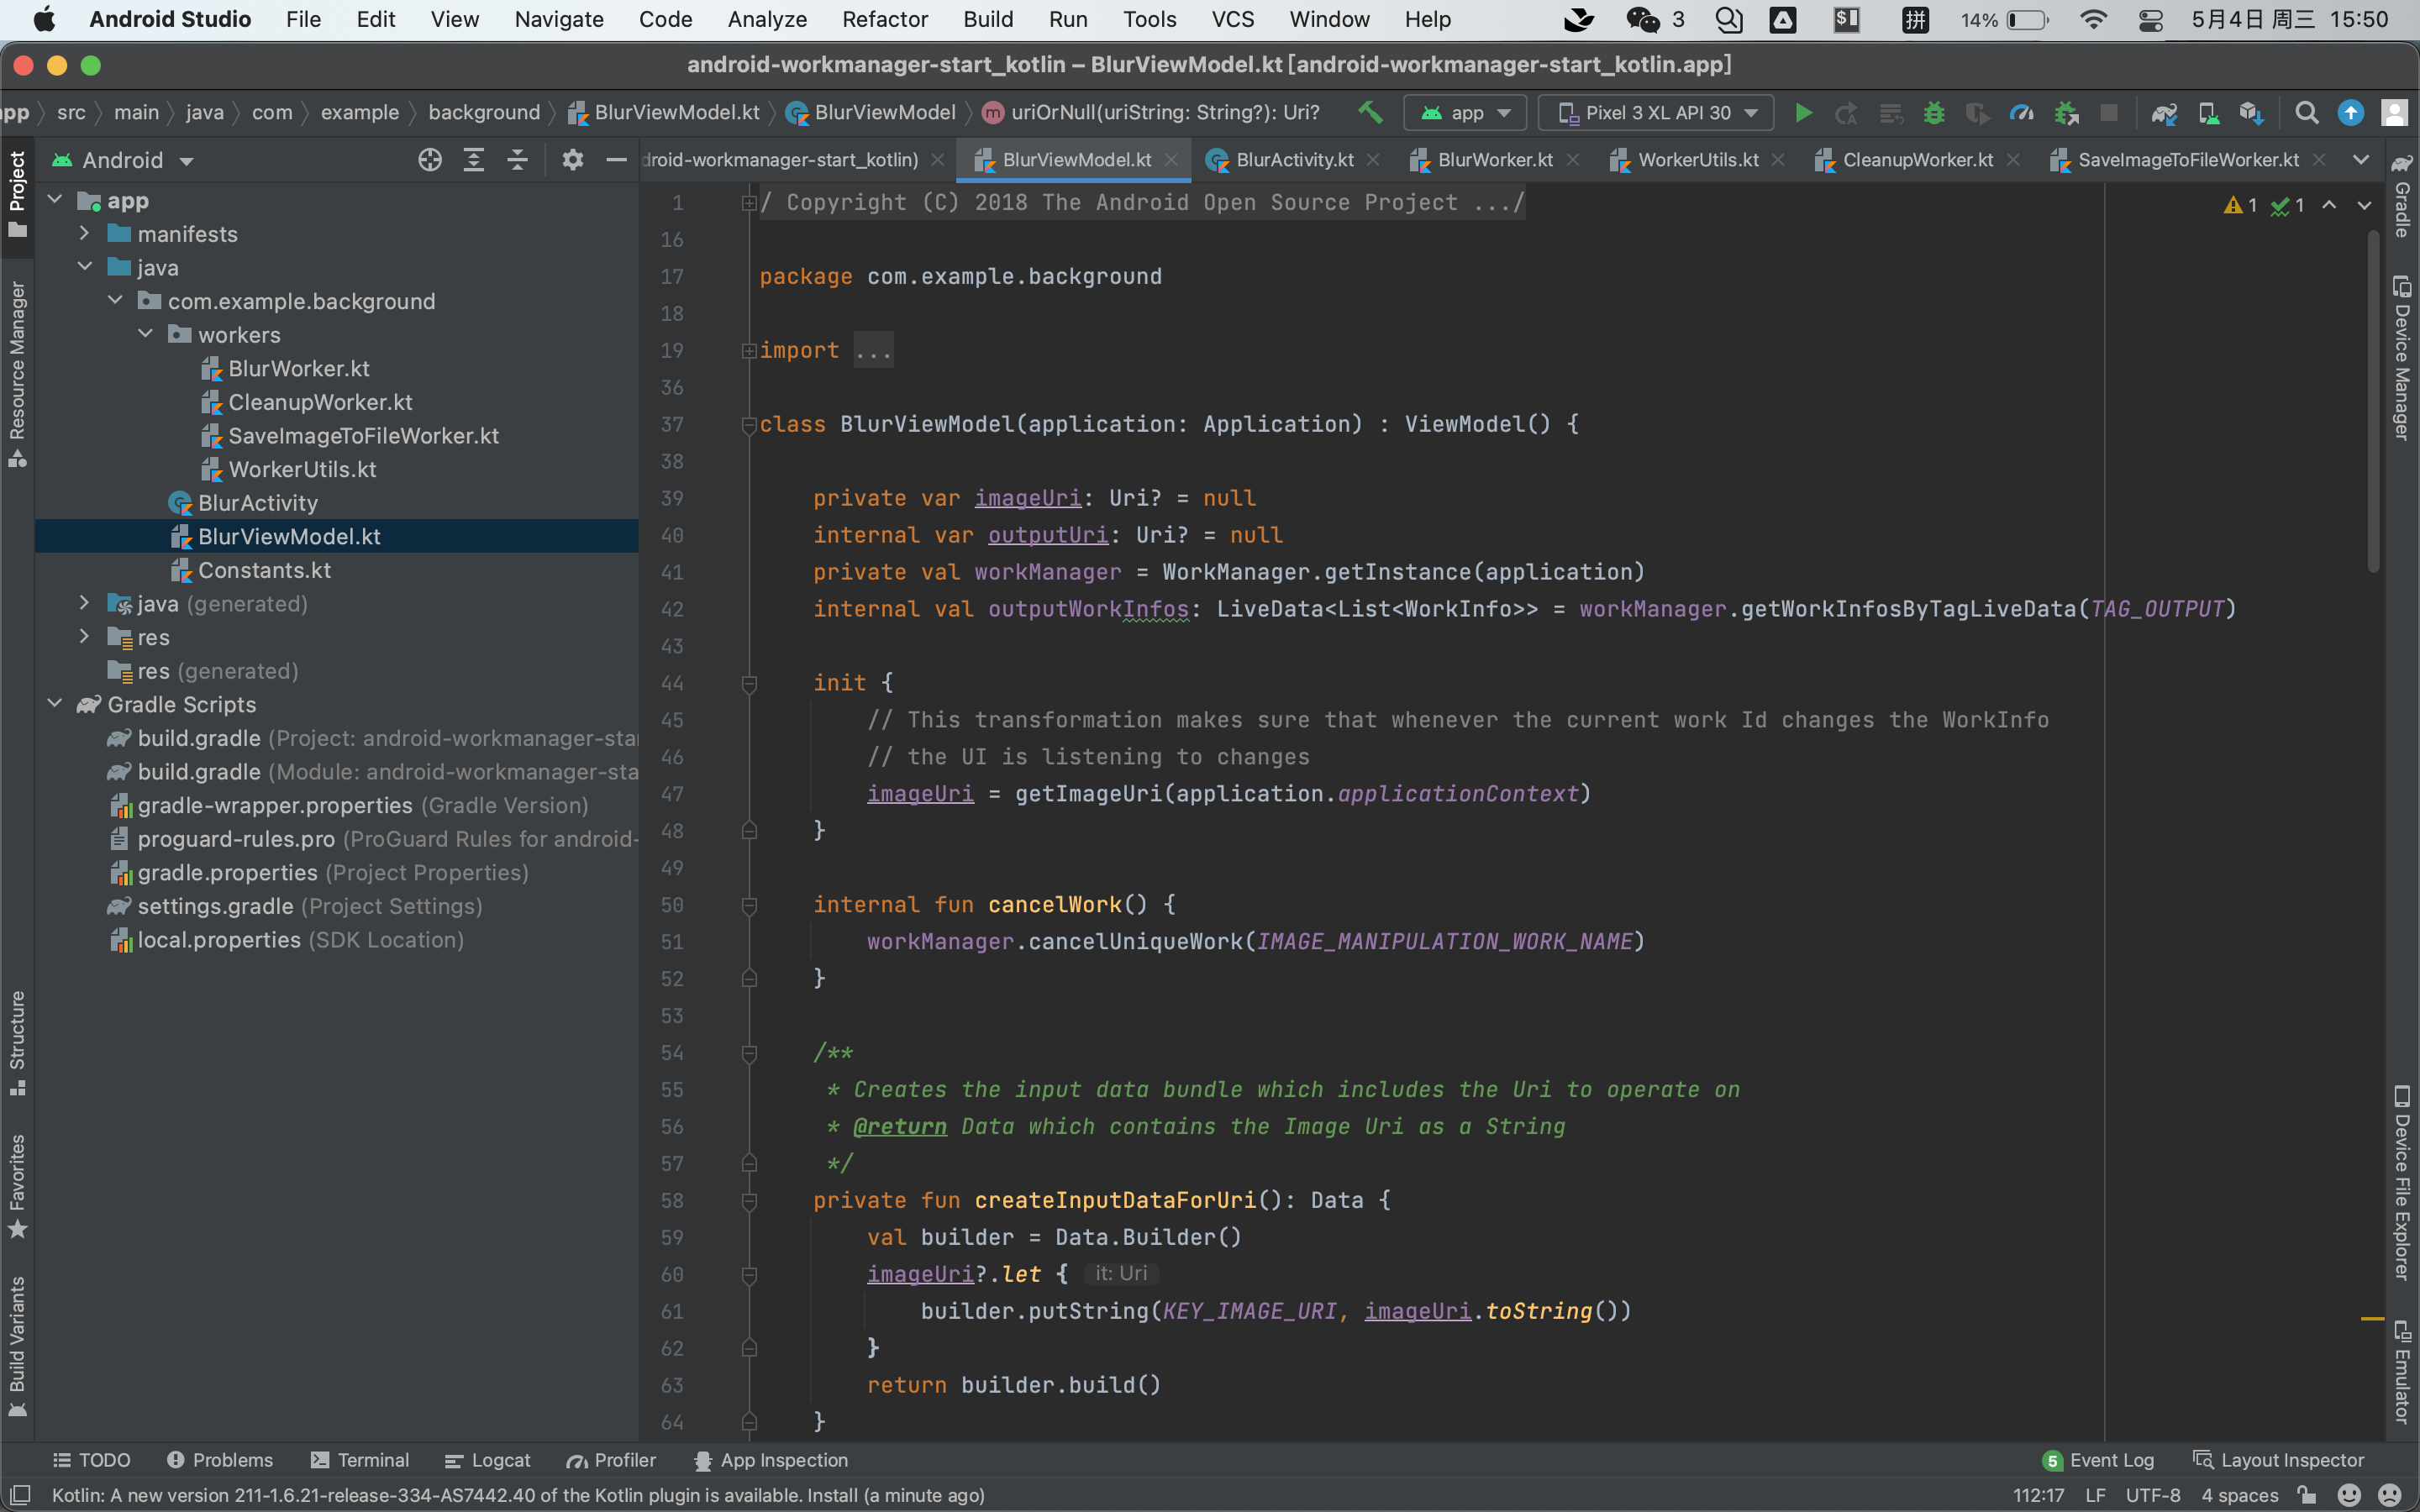 Android Studio File Edit View Navigate Code Analyze Refactor Build Run Tools VCS Window Help 3 拼 14% 5月4日 周三 15:50
android-workmanager-start_kotlin – BlurViewModel.kt [android-workmanager-start_kotlin.app]
app src main java com example background BlurViewModel.kt BlurViewModel uriOrNull(uriString: String?): Uri? app Pixel 3 XL API 30
Android
droid-workmanager-start_kotlin) BlurViewModel.kt BlurActivity.kt BlurWorker.kt WorkerUtils.kt CleanupWorker.kt SaveImageToFileWorker.kt
Project
Resource Manager
Structure
Favorites
Build Variants
app
manifests
java
com.example.background
workers
BlurWorker.kt
CleanupWorker.kt
SaveImageToFileWorker.kt
WorkerUtils.kt
BlurActivity
BlurViewModel.kt
Constants.kt
java (generated)
res
res (generated)
Gradle Scripts
build.gradle (Project: android-workmanager-sta
build.gradle (Module: android-workmanager-sta
gradle-wrapper.properties (Gradle Version)
proguard-rules.pro (ProGuard Rules for android-
gradle.properties (Project Properties)
settings.gradle (Project Settings)
local.properties (SDK Location)
1 / Copyright (C) 2018 The Android Open Source Project .../
1 1
16
17 package com.example.background
18
19 import ...
36
37 class BlurViewModel(application: Application) : ViewModel() {
38
39 private var imageUri: Uri? = null
40 internal var outputUri: Uri? = null
41 private val workManager = WorkManager.getInstance(application)
42 internal val outputWorkInfos: LiveData<List<WorkInfo>> = workManager.getWorkInfosByTagLiveData(TAG_OUTPUT)
43
44 init {
45 // This transformation makes sure that whenever the current work Id changes the WorkInfo
46 // the UI is listening to changes
47 imageUri = getImageUri(application.applicationContext)
48 }
49
50 internal fun cancelWork() {
51 workManager.cancelUniqueWork(IMAGE_MANIPULATION_WORK_NAME)
52 }
53
54 /**
55 * Creates the input data bundle which includes the Uri to operate on
56 * @return Data which contains the Image Uri as a String
57 */
58 private fun createInputDataForUri(): Data {
59 val builder = Data.Builder()
60 imageUri?.let { it: Uri
61 builder.putString(KEY_IMAGE_URI, imageUri.toString())
62 }
63 return builder.build()
64 }
Gradle
Device Manager
Device File Explorer
Emulator
TODO Problems Terminal Logcat Profiler App Inspection 5 Event Log Layout Inspector
Kotlin: A new version 211-1.6.21-release-334-AS7442.40 of the Kotlin plugin is available. Install (a minute ago) 112:17 LF UTF-8 4 spaces